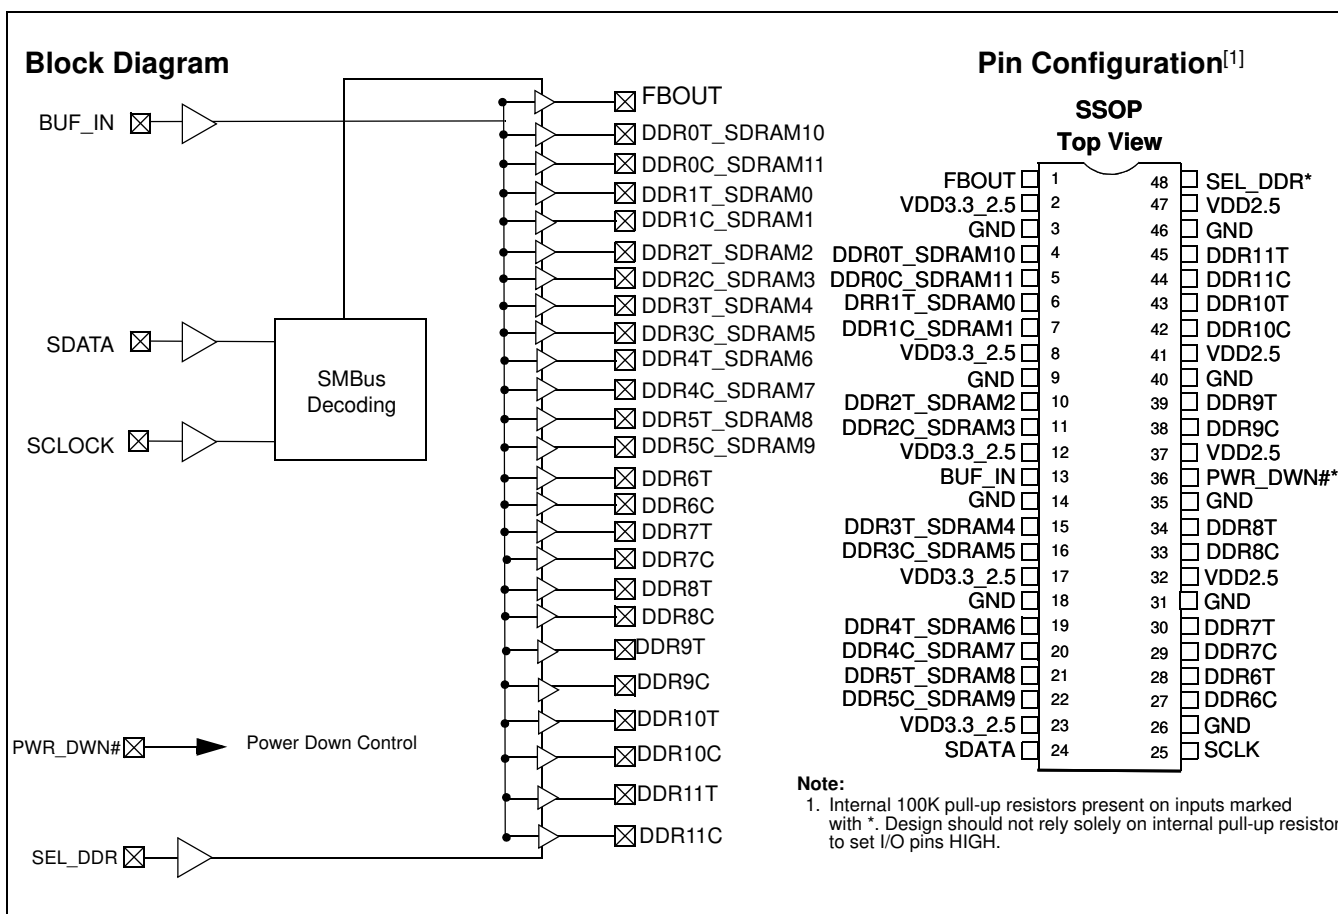 Block Diagram
BUF_IN
SDATA
SCLOCK
SMBus
Decoding
PWR_DWN#
Power Down Control
SEL_DDR
FBOUT
DDR0T_SDRAM10
DDR0C_SDRAM11
DDR1T_SDRAM0
DDR1C_SDRAM1
DDR2T_SDRAM2
DDR2C_SDRAM3
DDR3T_SDRAM4
DDR3C_SDRAM5
DDR4T_SDRAM6
DDR4C_SDRAM7
DDR5T_SDRAM8
DDR5C_SDRAM9
DDR6T
DDR6C
DDR7T
DDR7C
DDR8T
DDR8C
DDR9T
DDR9C
DDR10T
DDR10C
DDR11T
DDR11C
Pin Configuration[1]
SSOP
Top View
FBOUT 1 48 SEL_DDR*
VDD3.3_2.5 2 47 VDD2.5
GND 3 46 GND
DDR0T_SDRAM10 4 45 DDR11T
DDR0C_SDRAM11 5 44 DDR11C
DRR1T_SDRAM0 6 43 DDR10T
DDR1C_SDRAM1 7 42 DDR10C
VDD3.3_2.5 8 41 VDD2.5
GND 9 40 GND
DDR2T_SDRAM2 10 39 DDR9T
DDR2C_SDRAM3 11 38 DDR9C
VDD3.3_2.5 12 37 VDD2.5
BUF_IN 13 36 PWR_DWN#*
GND 14 35 GND
DDR3T_SDRAM4 15 34 DDR8T
DDR3C_SDRAM5 16 33 DDR8C
VDD3.3_2.5 17 32 VDD2.5
GND 18 31 GND
DDR4T_SDRAM6 19 30 DDR7T
DDR4C_SDRAM7 20 29 DDR7C
DDR5T_SDRAM8 21 28 DDR6T
DDR5C_SDRAM9 22 27 DDR6C
VDD3.3_2.5 23 26 GND
SDATA 24 25 SCLK
Note:
1. Internal 100K pull-up resistors present on inputs marked
with *. Design should not rely solely on internal pull-up resistor
to set I/O pins HIGH.